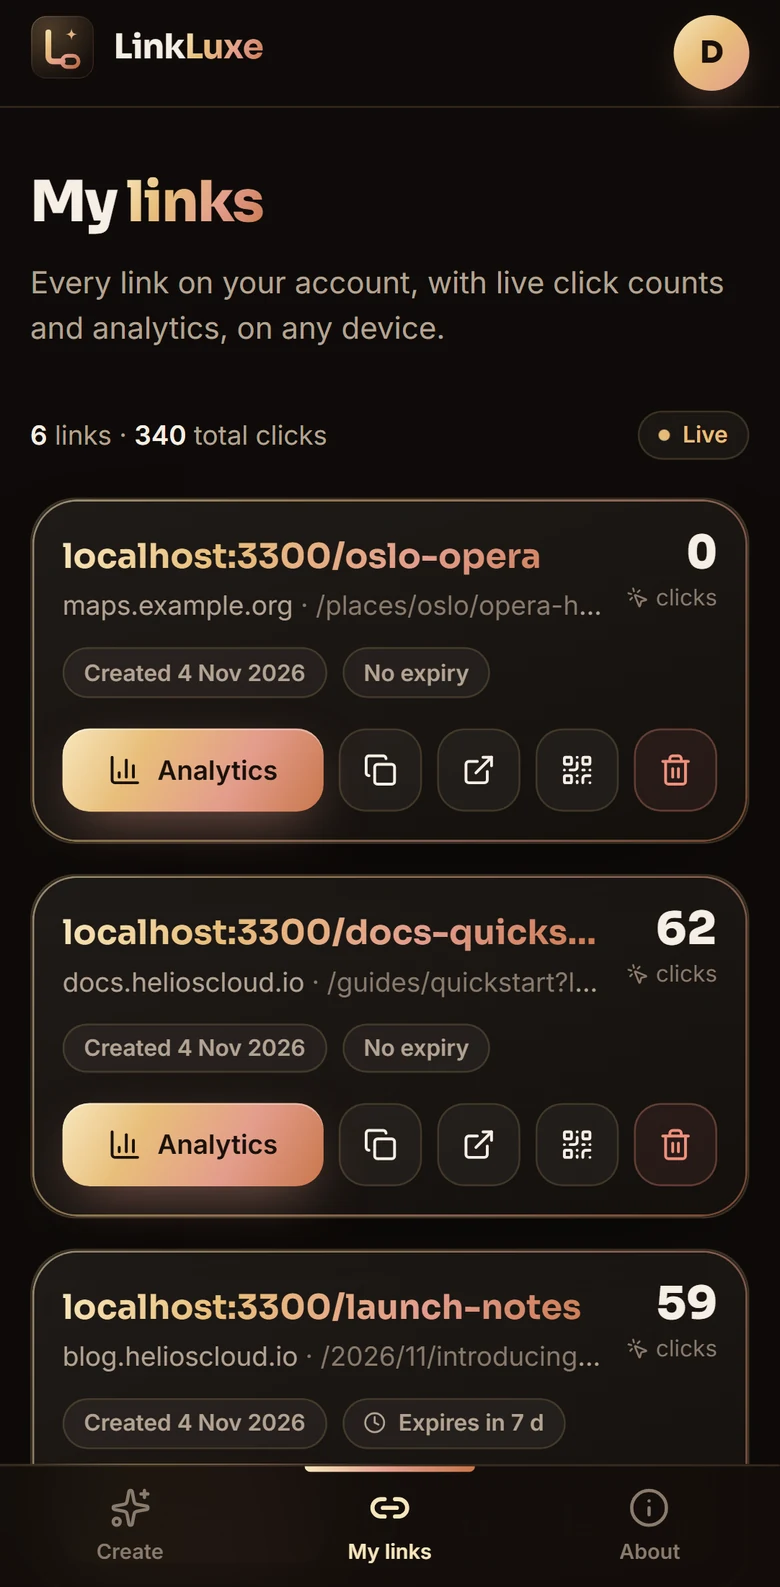 LinkLuxe
D
My links
Every link on your account, with live click counts
and analytics, on any device.
6 links · 340 total clicks
Live
localhost:3300/oslo-opera
0
maps.example.org · /places/oslo/opera-h...
clicks
Created 4 Nov 2026
No expiry
Analytics
localhost:3300/docs-quicks...
62
docs.helioscloud.io · /guides/quickstart?l...
clicks
Created 4 Nov 2026
No expiry
Analytics
localhost:3300/launch-notes
59
blog.helioscloud.io · /2026/11/introducing...
clicks
Created 4 Nov 2026
Expires in 7 d
Create
My links
About